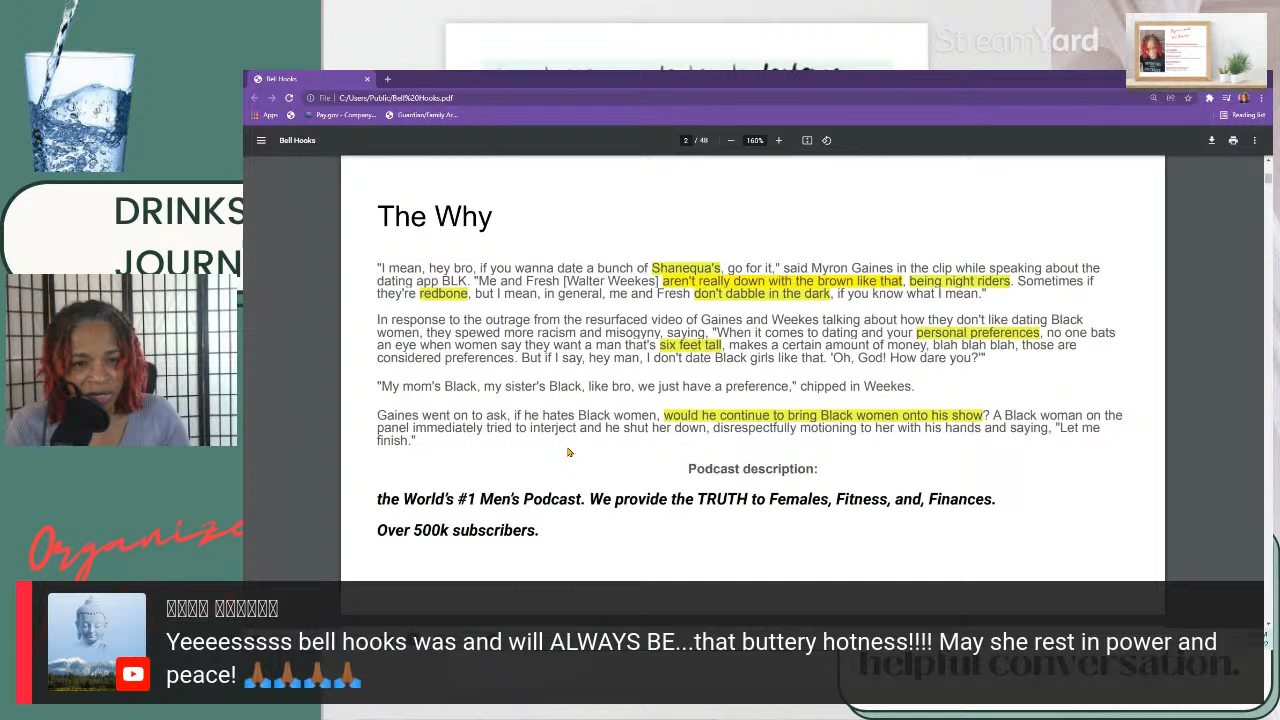 StreamYard
Bell Hooks
File
C:/Users/Public/Bell%20Hooks.pdf
Apps
Pay.gov - Company...
Guardian/Family Ac...
Reading list
Bell Hooks
2 / 48
160%
DRINKS
JOURN
Organize
The Why
"I mean, hey bro, if you wanna date a bunch of Shanequa's, go for it," said Myron Gaines in the clip while speaking about the
dating app BLK. "Me and Fresh [Walter Weekes] aren't really down with the brown like that, being night riders. Sometimes if
they're redbone, but I mean, in general, me and Fresh don't dabble in the dark, if you know what I mean."
In response to the outrage from the resurfaced video of Gaines and Weekes talking about how they don't like dating Black
women, they spewed more racism and misogyny, saying, "When it comes to dating and your personal preferences, no one bats
an eye when women say they want a man that's six feet tall, makes a certain amount of money, blah blah blah, those are
considered preferences. But if I say, hey man, I don't date Black girls like that. 'Oh, God! How dare you?'"
"My mom's Black, my sister's Black, like bro, we just have a preference," chipped in Weekes.
Gaines went on to ask, if he hates Black women, would he continue to bring Black women onto his show? A Black woman on the
panel immediately tried to interject and he shut her down, disrespectfully motioning to her with his hands and saying, "Let me
finish."
Podcast description:
the World's #1 Men's Podcast. We provide the TRUTH to Females, Fitness, and, Finances.
Over 500k subscribers.
Yeeeesssss bell hooks was and will ALWAYS BE...that buttery hotness!!!! May she rest in power and
peace! 🙏🏾🙏🏾🙏🏾🙏🏾
conversation.